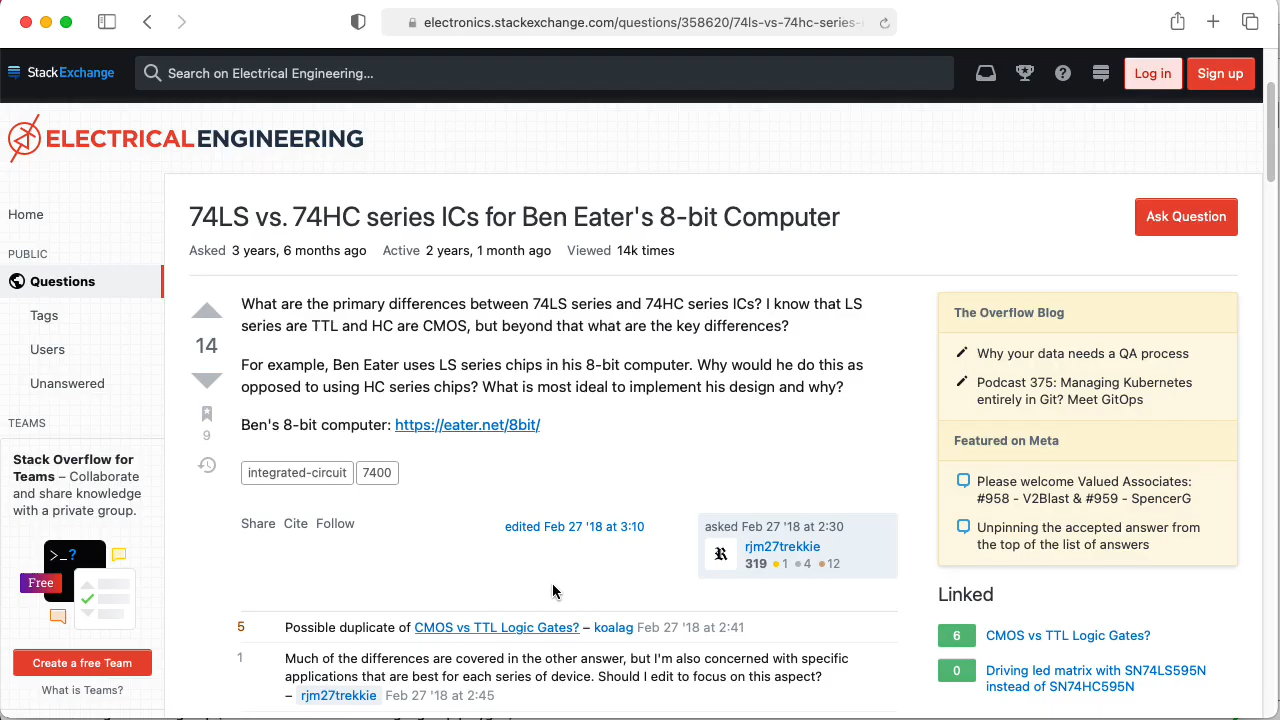 electronics.stackexchange.com/questions/358620/74ls-vs-74hc-series-
StackExchange
Search on Electrical Engineering...
Log in
Sign up
ELECTRICAL ENGINEERING
Home
PUBLIC
Questions
Tags
Users
Unanswered
TEAMS
Stack Overflow for
Teams – Collaborate
and share knowledge
with a private group.
>_?
Free
Create a free Team
What is Teams?
74LS vs. 74HC series ICs for Ben Eater's 8-bit Computer
Ask Question
Asked 3 years, 6 months ago Active 2 years, 1 month ago Viewed 14k times
14
9
What are the primary differences between 74LS series and 74HC series ICs? I know that LS
series are TTL and HC are CMOS, but beyond that what are the key differences?
For example, Ben Eater uses LS series chips in his 8-bit computer. Why would he do this as
opposed to using HC series chips? What is most ideal to implement his design and why?
Ben's 8-bit computer: https://eater.net/8bit/
integrated-circuit 7400
Share Cite Follow
edited Feb 27 '18 at 3:10
asked Feb 27 '18 at 2:30
rjm27trekkie
319 1 4 12
5 Possible duplicate of CMOS vs TTL Logic Gates? – koalag Feb 27 '18 at 2:41
1 Much of the differences are covered in the other answer, but I'm also concerned with specific
applications that are best for each series of device. Should I edit to focus on this aspect?
– rjm27trekkie Feb 27 '18 at 2:45
The Overflow Blog
Why your data needs a QA process
Podcast 375: Managing Kubernetes
entirely in Git? Meet GitOps
Featured on Meta
Please welcome Valued Associates:
#958 - V2Blast & #959 - SpencerG
Unpinning the accepted answer from
the top of the list of answers
Linked
6 CMOS vs TTL Logic Gates?
0 Driving led matrix with SN74LS595N
instead of SN74HC595N